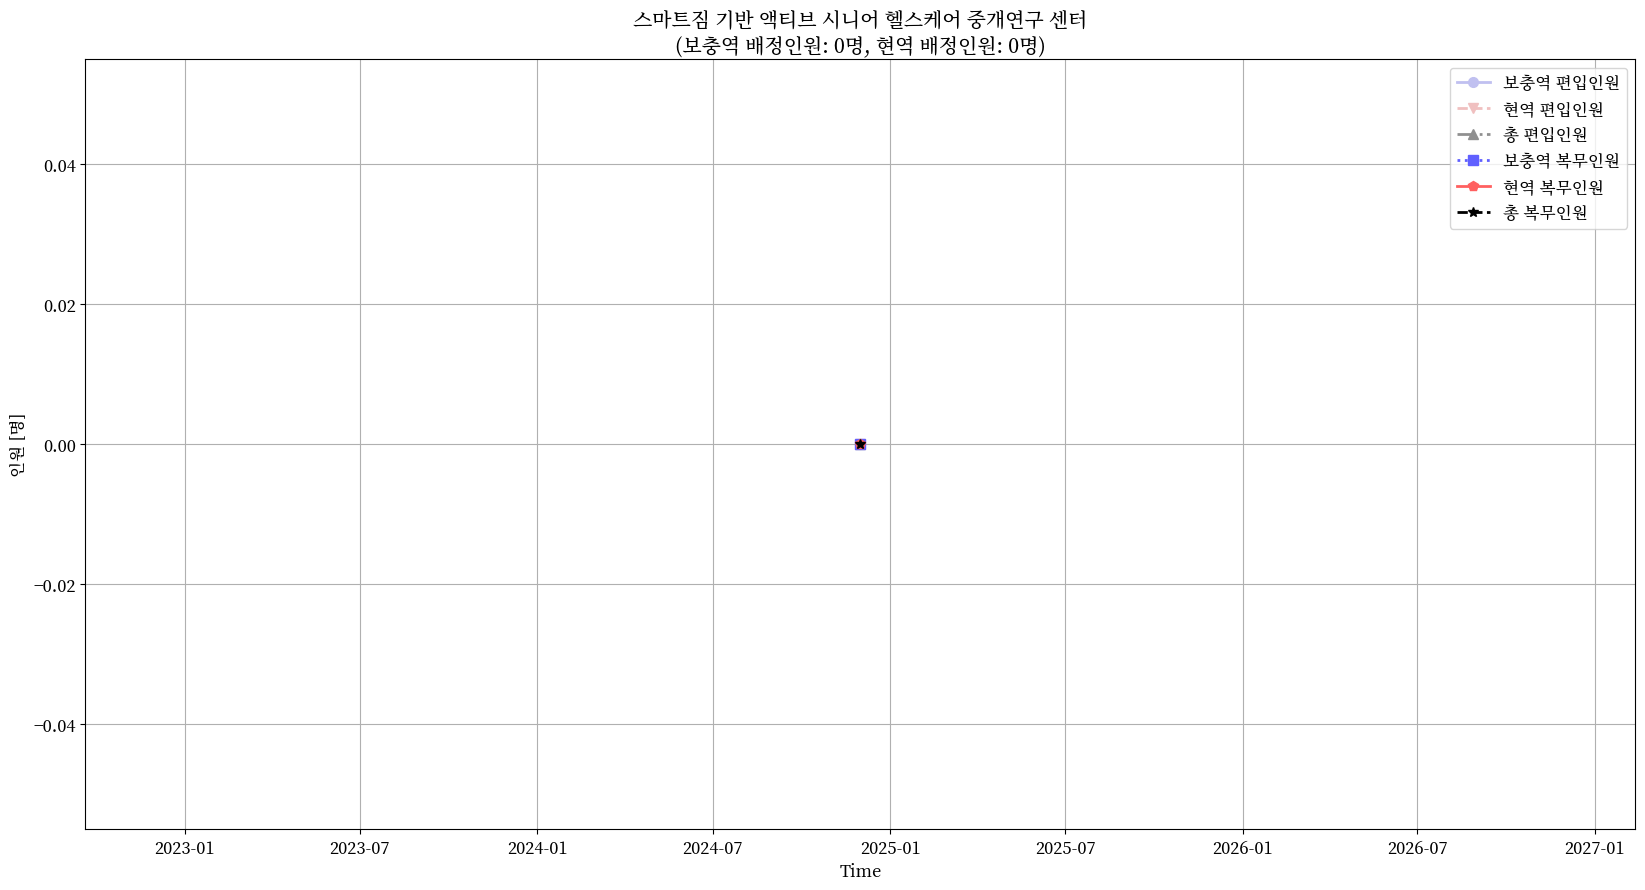 스마트짐 기반 액티브 시니어 헬스케어 중개연구 센터
(보충역 배정인원: 0명, 현역 배정인원: 0명)
보충역 편입인원
현역 편입인원
총 편입인원
보충역 복무인원
현역 복무인원
총 복무인원
인원 [명]
0.04
0.02
0.00
−0.02
−0.04
2023-01 2023-07 2024-01 2024-07 2025-01 2025-07 2026-01 2026-07 2027-01
Time